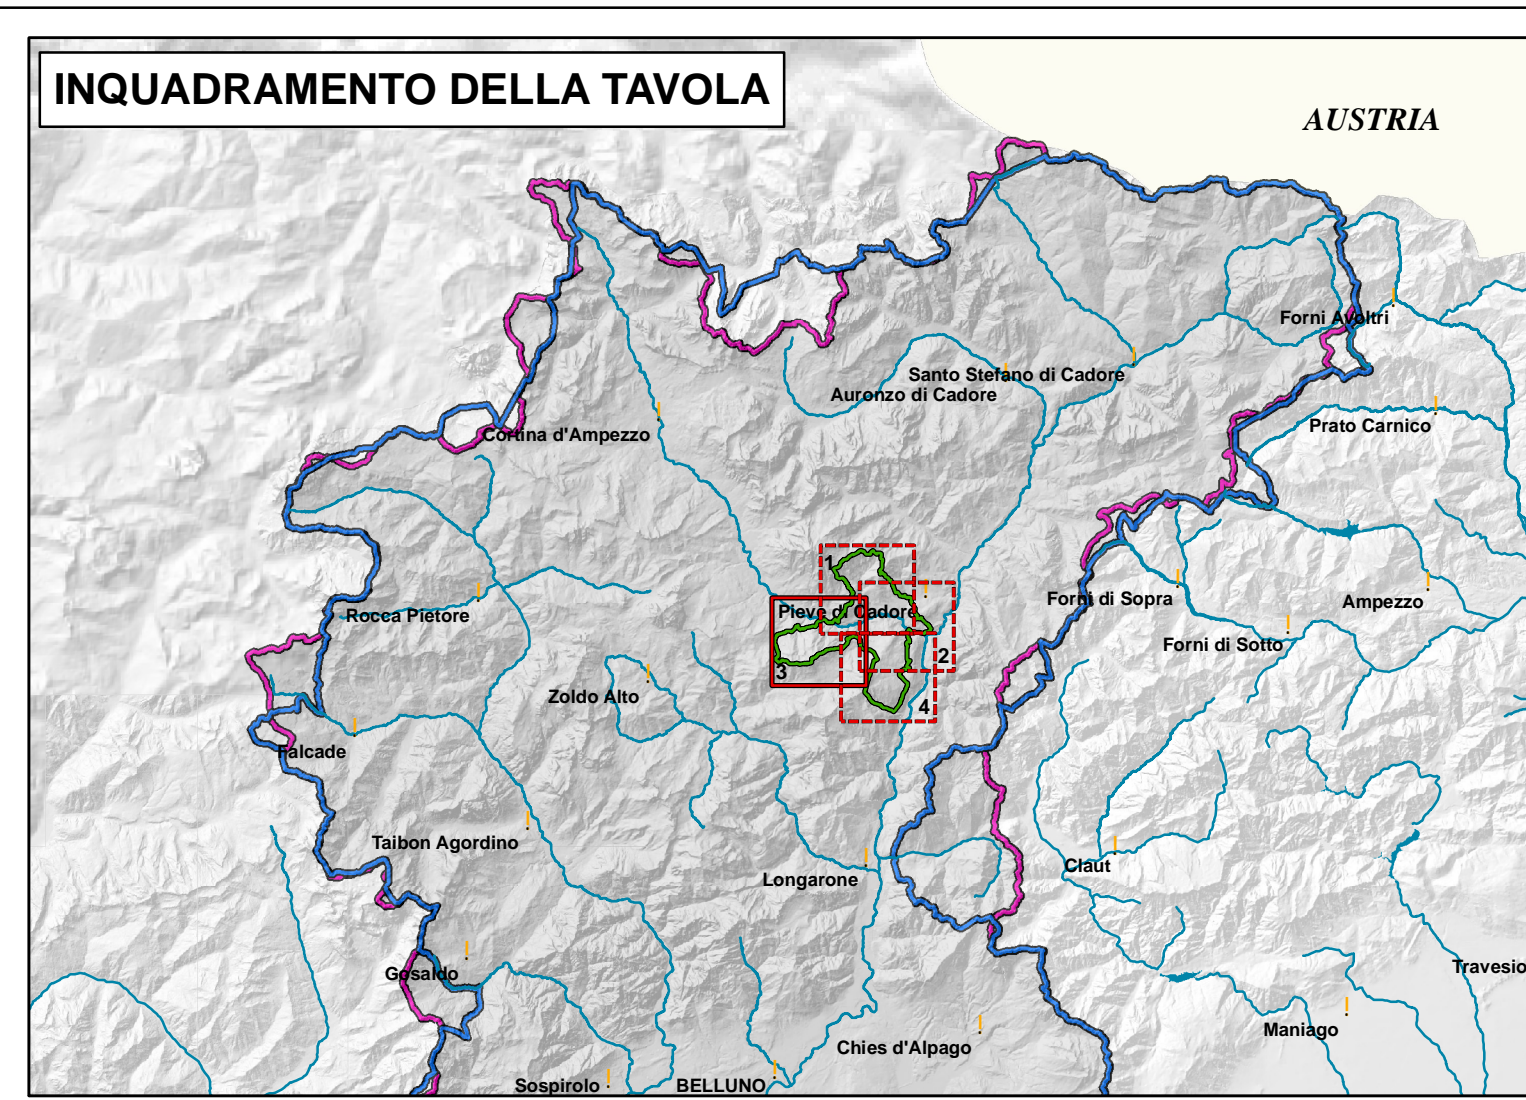 INQUADRAMENTO DELLA TAVOLA
AUSTRIA
Forni Avoltri
Santo Stefano di Cadore
Auronzo di Cadore
Prato Carnico
Cortina d'Ampezzo
1
Pieve di Cadore
Forni di Sopra
Ampezzo
Rocca Pietore
Forni di Sotto
2
3
Zoldo Alto
4
Falcade
Taibon Agordino
Longarone
Claut
Gosaldo
Travesio
Maniago
Chies d'Alpago
Sospirolo
BELLUNO